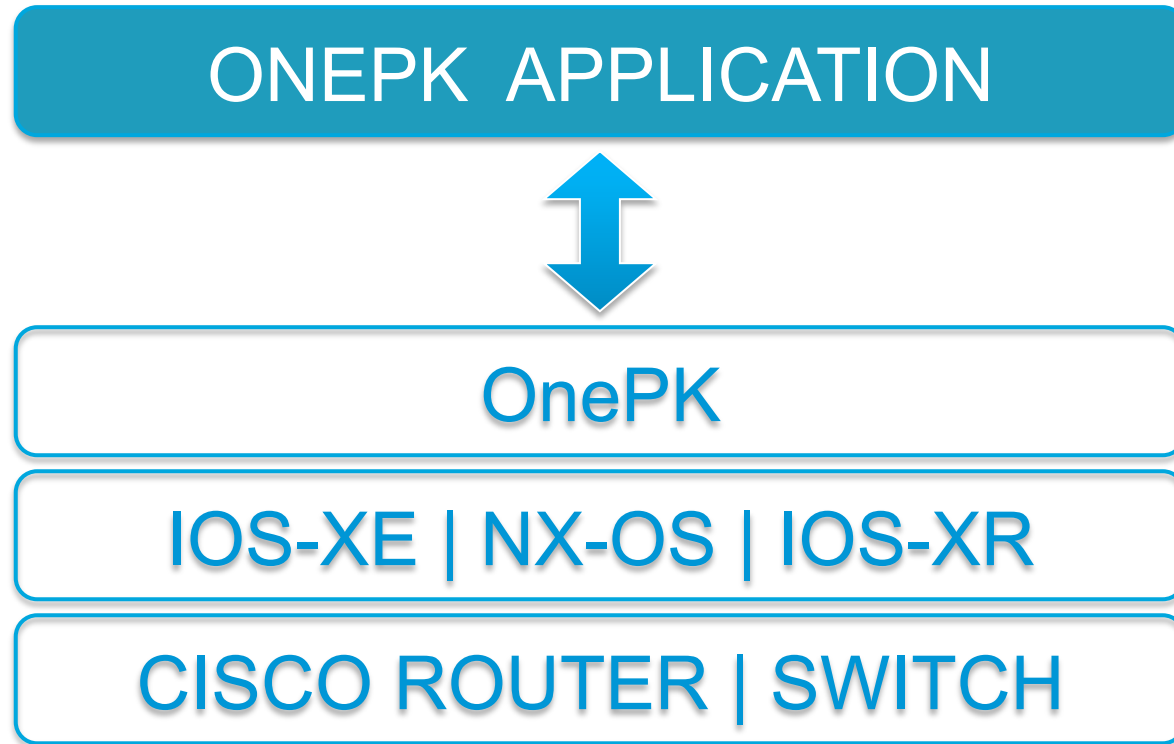 ONEPK APPLICATION
OnePK
IOS-XE | NX-OS | IOS-XR
CISCO ROUTER | SWITCH